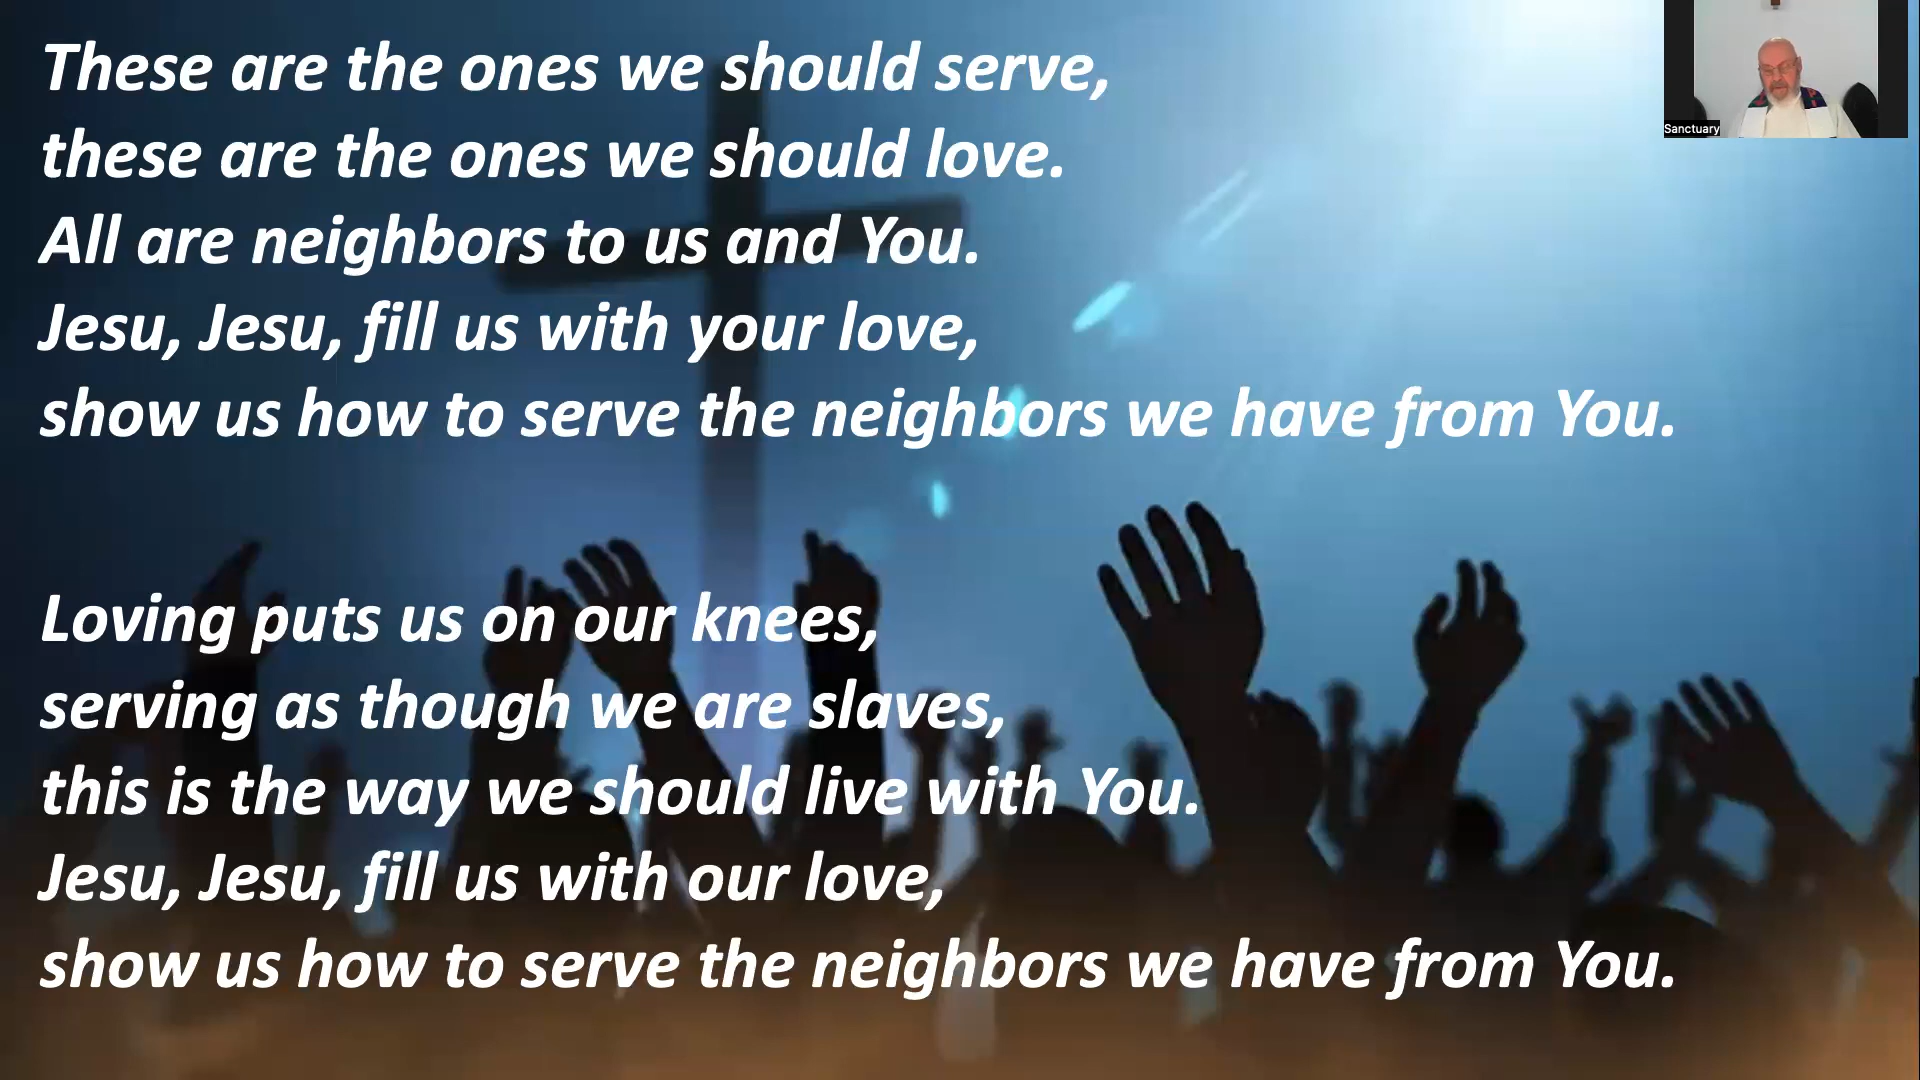 These are the ones we should serve,
these are the ones we should love.
All are neighbors to us and You.
Jesu, Jesu, fill us with your love,
show us how to serve the neighbors we have from You.
Loving puts us on our knees,
serving as though we are slaves,
this is the way we should live with You.
Jesu, Jesu, fill us with our love,
show us how to serve the neighbors we have from You.
Sanctuary